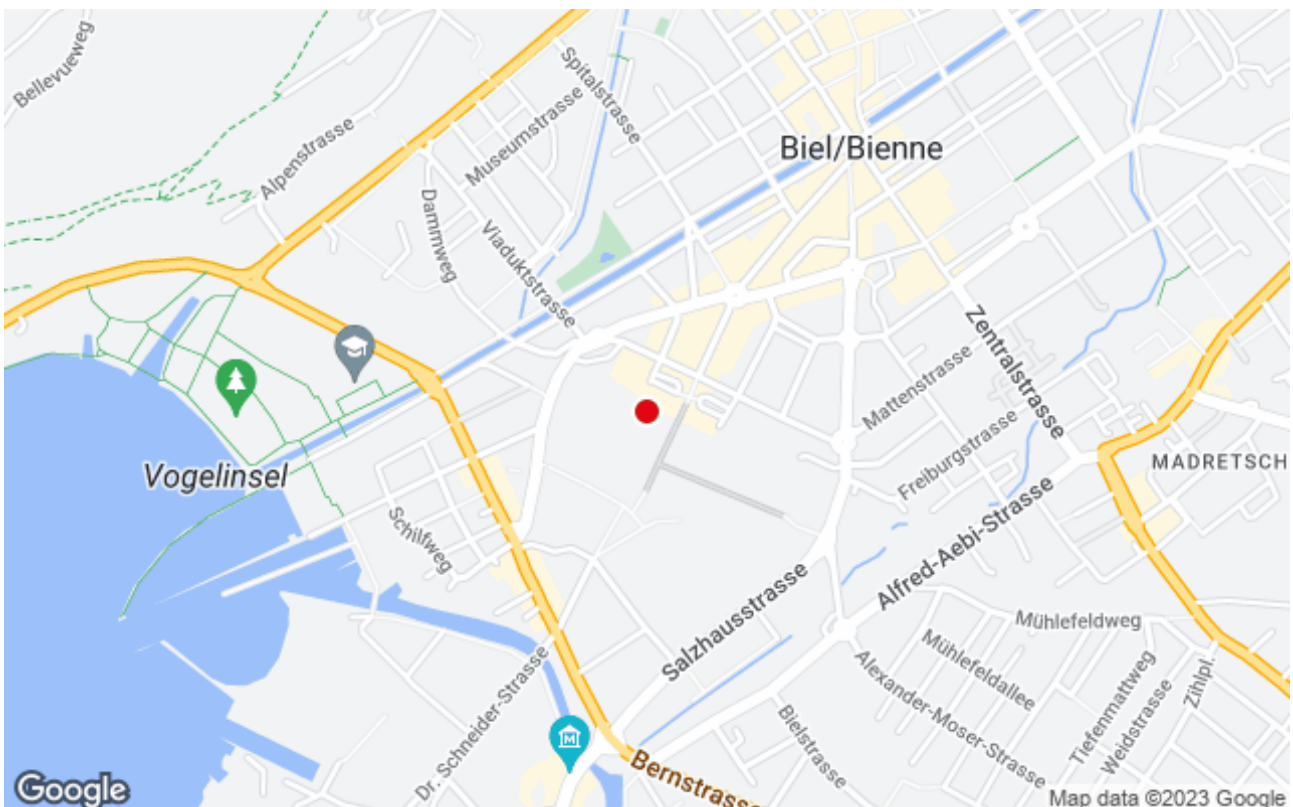 Bellevueweg
Spitalstrasse
Museumstrasse
Alpenstrasse
Biel/Bienne
Dammweg
Viaduktstrasse
Zentralstrasse
Mattenstrasse
Freiburgstrasse
MADRETSCH
Vogelinsel
Schilfweg
Alfred-Aebi-Strasse
Salzhausstrasse
Mühlefeldweg
Mühlefeldallee
Alexander-Moser-Strasse
Tiefenmattweg
Weidstrasse
Zihlpl.
Dr. Schneider-Strasse
Bielstrasse
M
Bernstrasse
Google
Map data ©2023 Google